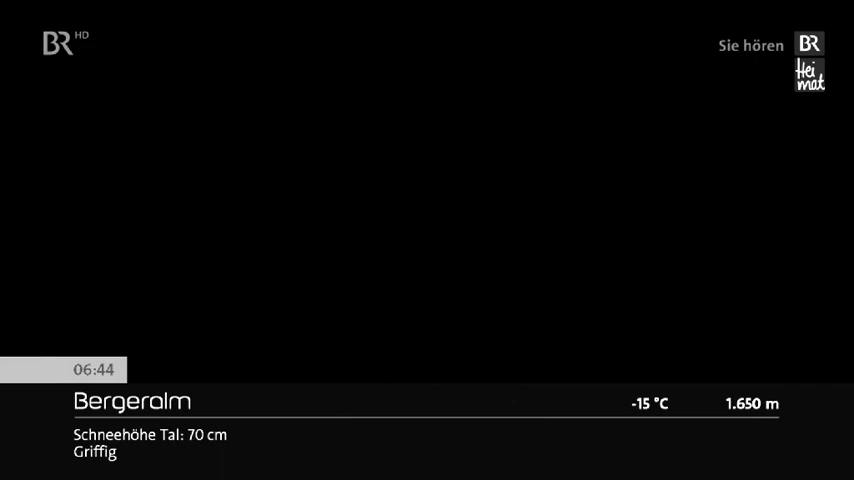 BR HD
Sie hören BR
Hei
mat
06:44
Bergeralm -15 °C 1.650 m
Schneehöhe Tal: 70 cm
Griffig